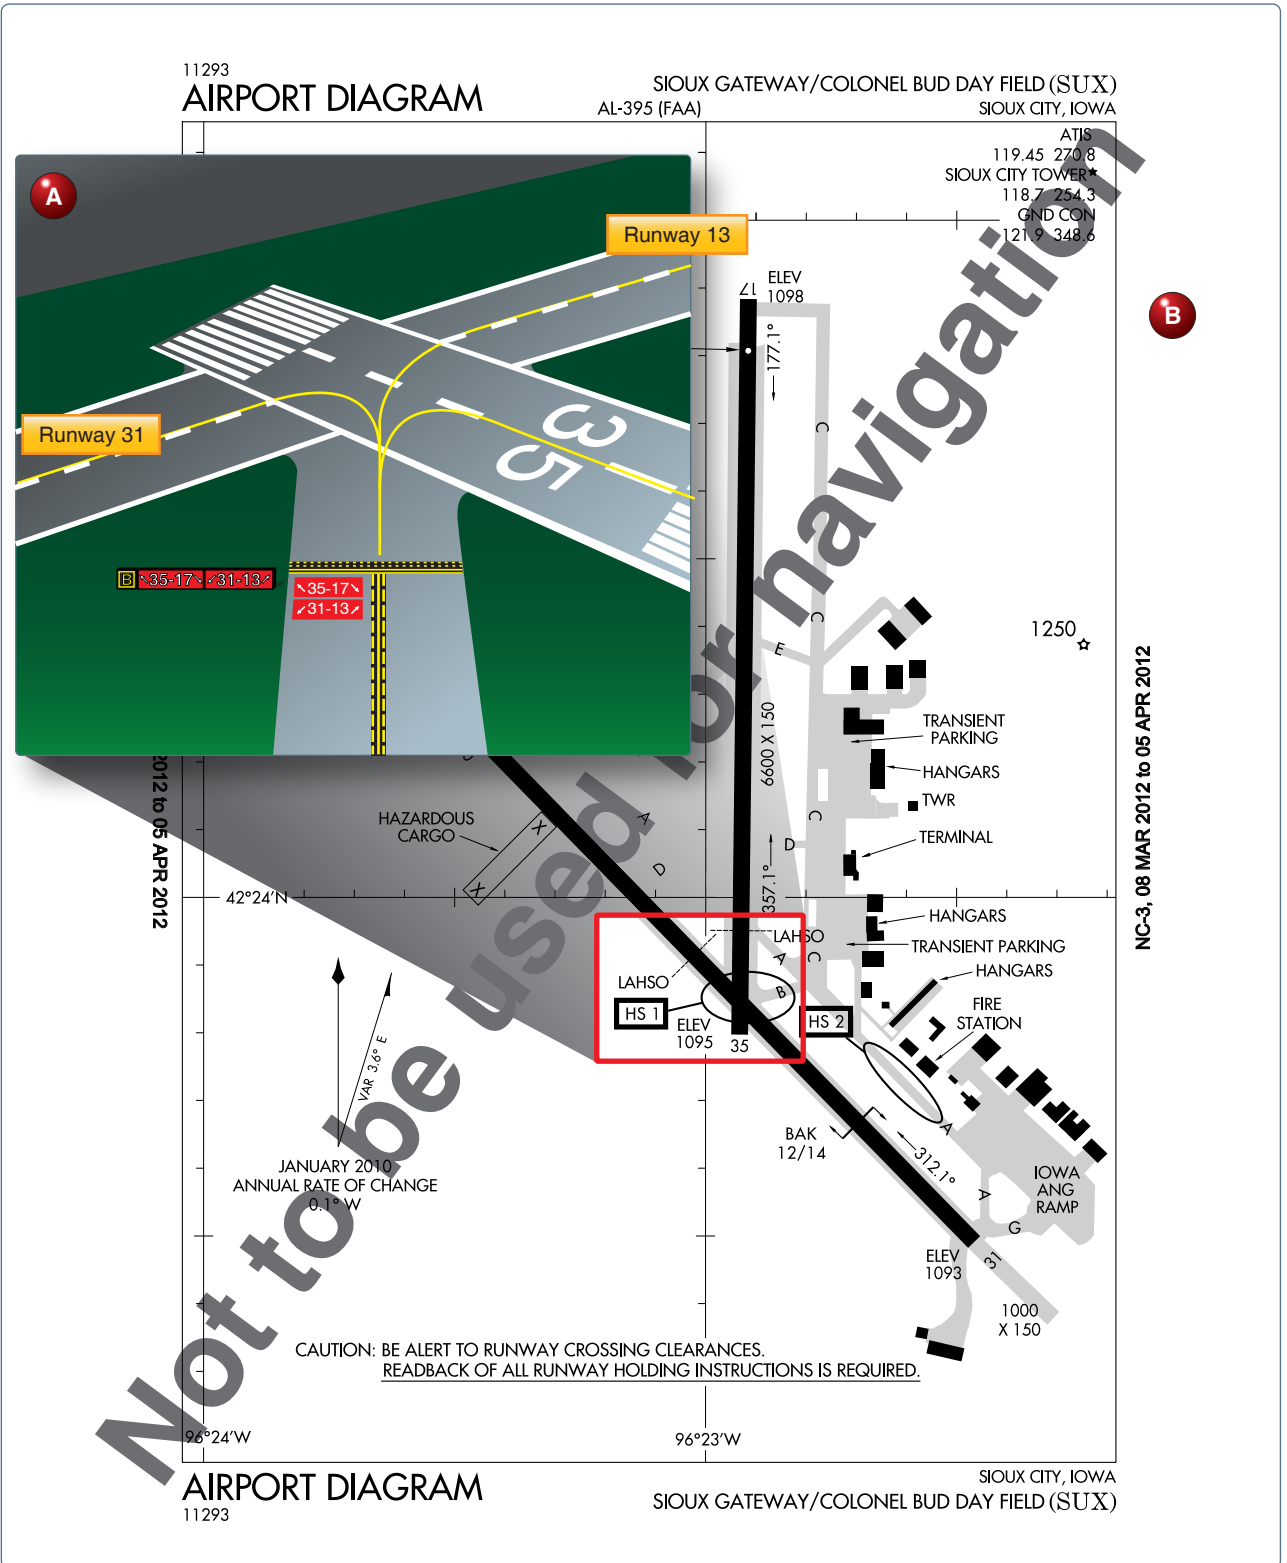 11293
AIRPORT DIAGRAM
AL-395 (FAA)
SIOUX GATEWAY/COLONEL BUD DAY FIELD (SUX)
SIOUX CITY, IOWA
ATIS
119.45 270.8
SIOUX CITY TOWER★
118.7 254.3
GND CON
121.9 348.6
A
Runway 13
Runway 31
35
B 35-17 31-13
35-17
31-13
B
17
ELEV
1098
177.1°
C
C
E
1250
6600 X 150
TRANSIENT
PARKING
HANGARS
TWR
C
D
TERMINAL
357.1°
HAZARDOUS
CARGO
X
X
A
D
42°24'N
HANGARS
LAHSO
TRANSIENT PARKING
A
C
HANGARS
LAHSO
B
HS 1
ELEV
1095
35
HS 2
FIRE
STATION
VAR 3.6° E
JANUARY 2010
ANNUAL RATE OF CHANGE
0.1° W
BAK
12/14
312.1°
A
A
G
IOWA
ANG
RAMP
ELEV
1093
31
1000
X 150
CAUTION: BE ALERT TO RUNWAY CROSSING CLEARANCES.
READBACK OF ALL RUNWAY HOLDING INSTRUCTIONS IS REQUIRED.
96°24'W
96°23'W
2012 to 05 APR 2012
NC-3, 08 MAR 2012 to 05 APR 2012
Not to be used for navigation
AIRPORT DIAGRAM
11293
SIOUX CITY, IOWA
SIOUX GATEWAY/COLONEL BUD DAY FIELD (SUX)